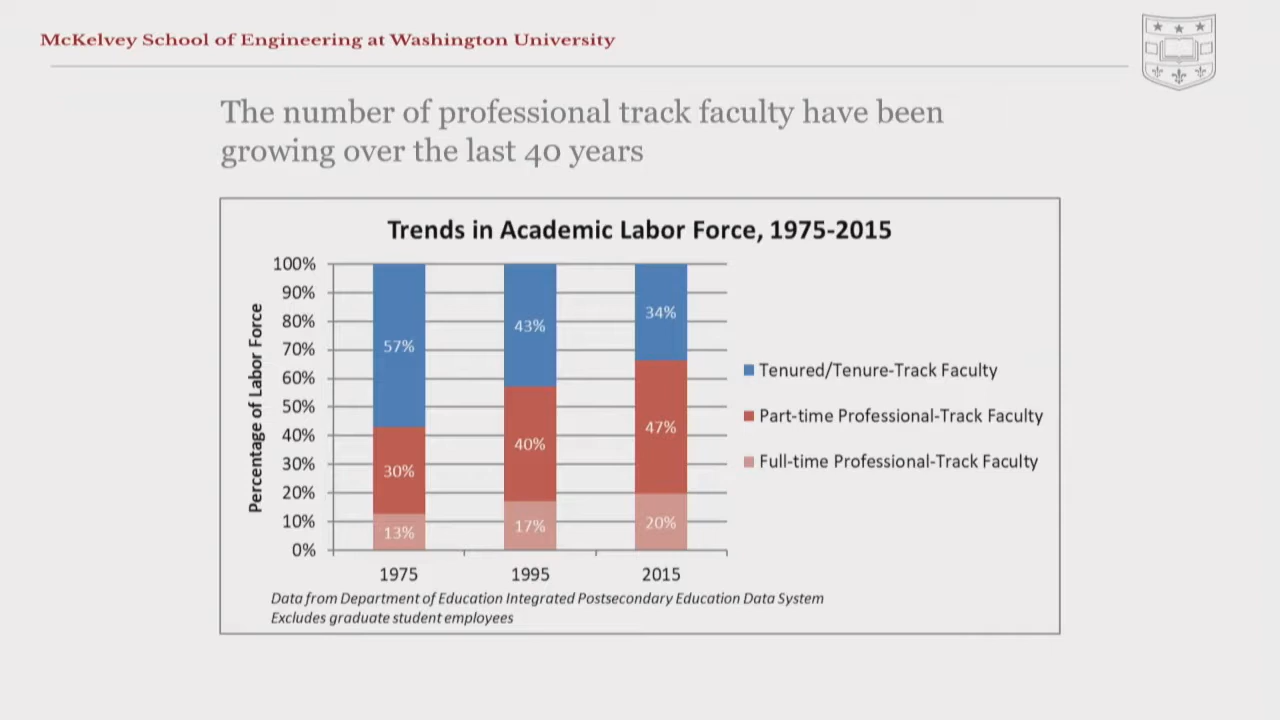 McKelvey School of Engineering at Washington University
The number of professional track faculty have been
growing over the last 40 years
Trends in Academic Labor Force, 1975-2015
Percentage of Labor Force
100%
90%
80%
70%
60%
50%
40%
30%
20%
10%
0%
57%
30%
13%
43%
40%
17%
34%
47%
20%
1975
1995
2015
Tenured/Tenure-Track Faculty
Part-time Professional-Track Faculty
Full-time Professional-Track Faculty
Data from Department of Education Integrated Postsecondary Education Data System
Excludes graduate student employees